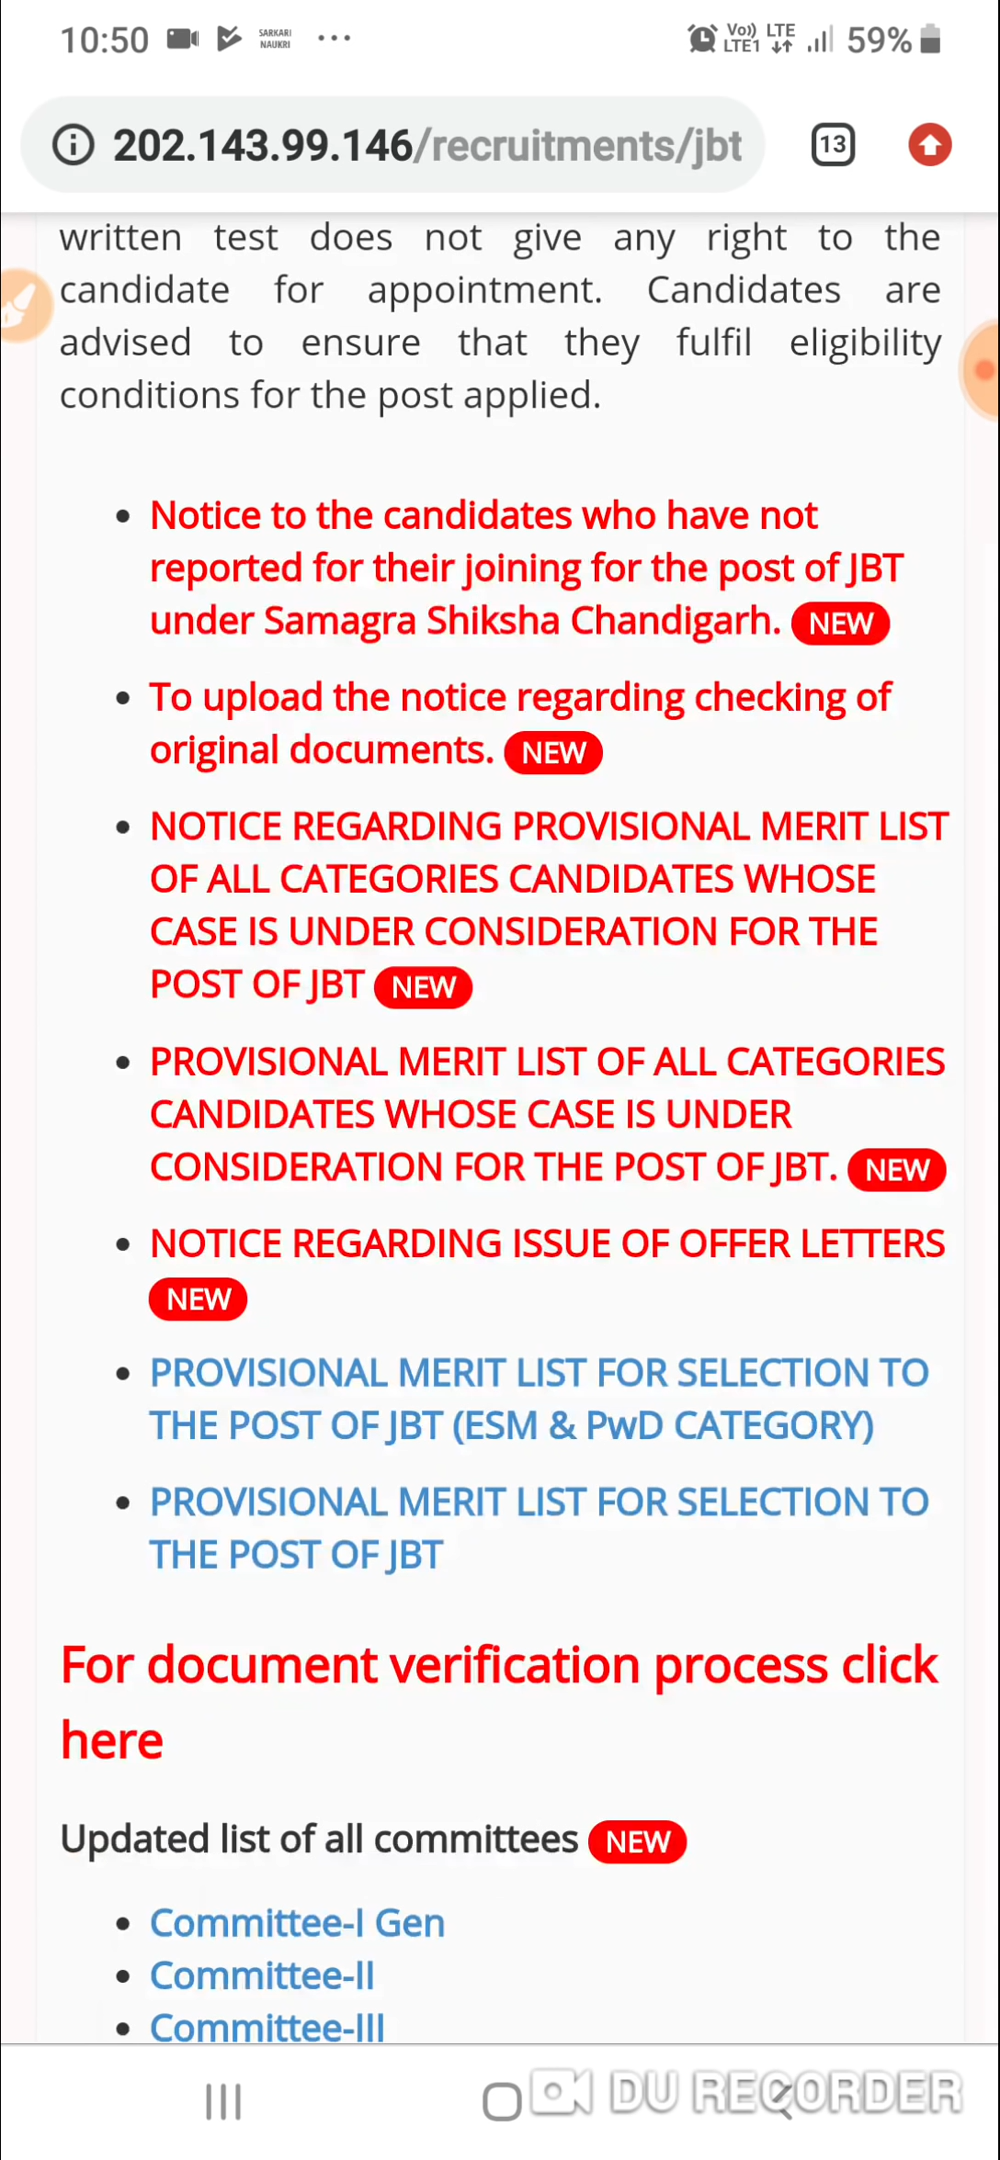 10:50 SARKARI NAUKRI ... Vo)) LTE LTE1 59%
202.143.99.146/recruitments/jbt 13
written test does not give any right to the
candidate for appointment. Candidates are
advised to ensure that they fulfil eligibility
conditions for the post applied.
• Notice to the candidates who have not
reported for their joining for the post of JBT
under Samagra Shiksha Chandigarh. NEW
• To upload the notice regarding checking of
original documents. NEW
• NOTICE REGARDING PROVISIONAL MERIT LIST
OF ALL CATEGORIES CANDIDATES WHOSE
CASE IS UNDER CONSIDERATION FOR THE
POST OF JBT NEW
• PROVISIONAL MERIT LIST OF ALL CATEGORIES
CANDIDATES WHOSE CASE IS UNDER
CONSIDERATION FOR THE POST OF JBT. NEW
• NOTICE REGARDING ISSUE OF OFFER LETTERS
NEW
• PROVISIONAL MERIT LIST FOR SELECTION TO
THE POST OF JBT (ESM & PwD CATEGORY)
• PROVISIONAL MERIT LIST FOR SELECTION TO
THE POST OF JBT
For document verification process click
here
Updated list of all committees NEW
• Committee-I Gen
• Committee-II
• Committee-III
DU RECORDER